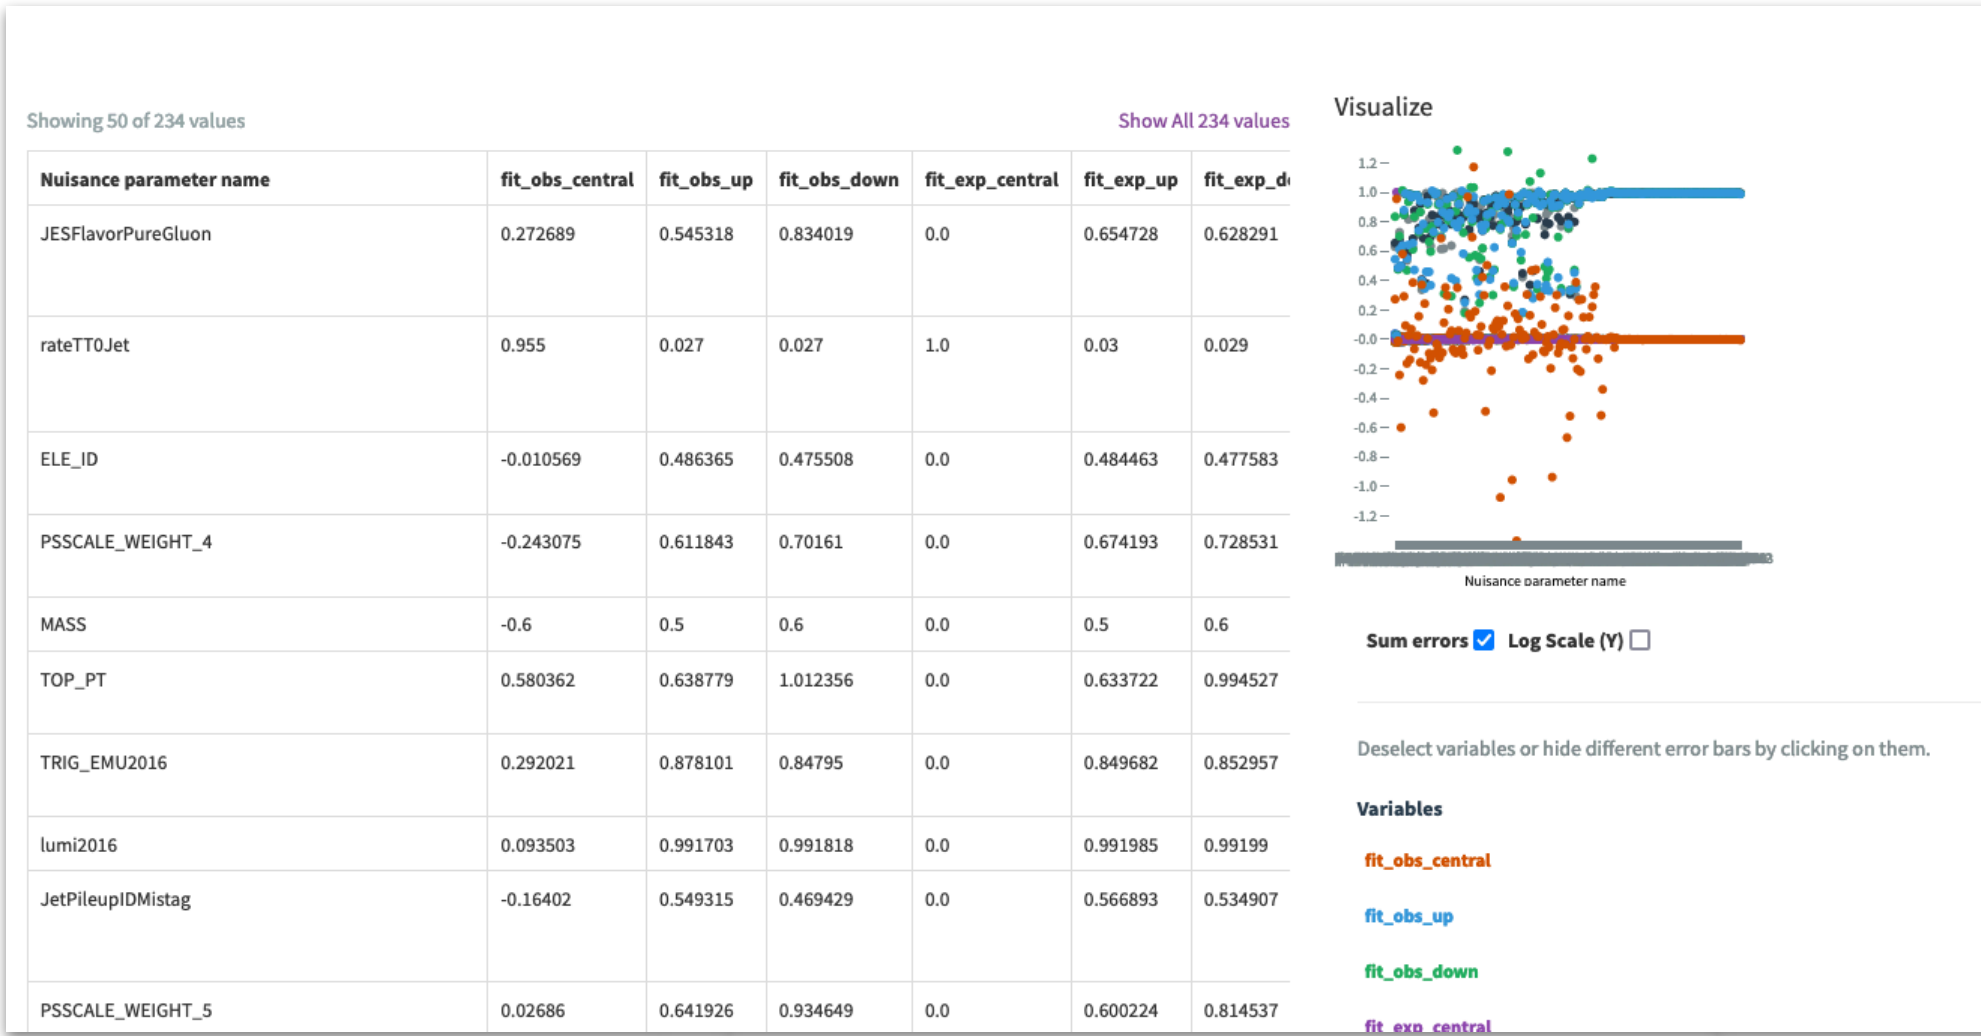 Showing 50 of 234 values Show All 234 values
Nuisance parameter name fit_obs_central fit_obs_up fit_obs_down fit_exp_central fit_exp_up
JESFlavorPureGluon 0.272689 0.545318 0.834019 0.0 0.654728 0.628291
rateTT0Jet 0.955 0.027 0.027 1.0 0.03 0.029
ELE_ID -0.010569 0.486365 0.475508 0.0 0.484463 0.477583
PSSCALE_WEIGHT_4 -0.243075 0.611843 0.70161 0.0 0.674193 0.728531
MASS -0.6 0.5 0.6 0.0 0.5 0.6
TOP_PT 0.580362 0.638779 1.012356 0.0 0.633722 0.994527
TRIG_EMU2016 0.292021 0.878101 0.84795 0.0 0.849682 0.852957
lumi2016 0.093503 0.991703 0.991818 0.0 0.991985 0.99199
JetPileupIDMistag -0.16402 0.549315 0.469429 0.0 0.566893 0.534907
PSSCALE_WEIGHT_5 0.02686 0.641926 0.934649 0.0 0.600224 0.814537
Visualize
1.2
1.0
0.8
0.6
0.4
0.2
-0.0
-0.2
-0.4
-0.6
-0.8
-1.0
-1.2
Nuisance parameter name
Sum errors Log Scale (Y)
Deselect variables or hide different error bars by clicking on them.
Variables
fit_obs_central
fit_obs_up
fit_obs_down
fit_exp_central